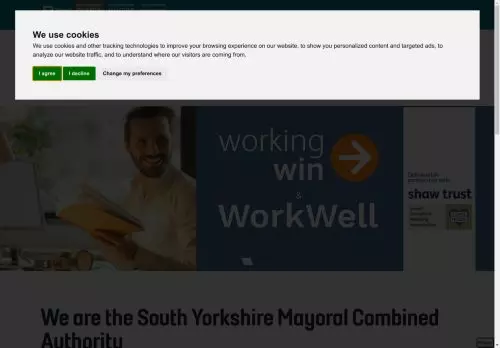 We use cookies
We use cookies and other tracking technologies to improve your browsing experience on our website, to show you personalized content and targeted ads, to
analyze our website traffic, and to understand where our visitors are coming from.
I agree
I decline
Change my preferences
working
win
&
WorkWell
shaw trust
We are the South Yorkshire Mayoral Combined
Authority